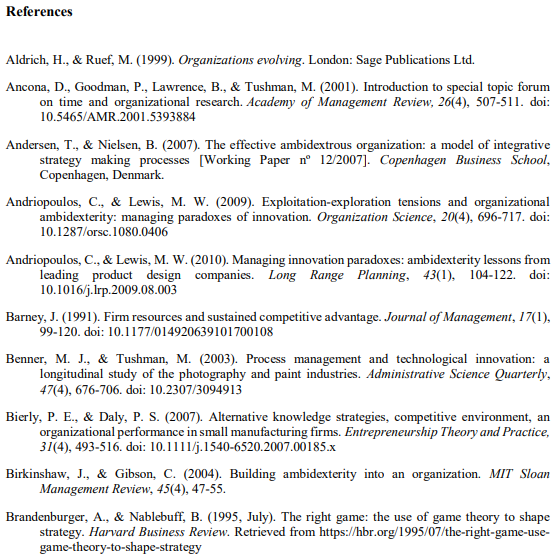 References
Aldrich, H., & Ruef, M. (1999). Organizations evolving. London: Sage Publications Ltd.
Ancona, D., Goodman, P., Lawrence, B., & Tushman, M. (2001). Introduction to special topic forum
on time and organizational research. Academy of Management Review, 26(4), 507-511. doi:
10.5465/AMR.2001.5393884
Andersen, T., & Nielsen, B. (2007). The effective ambidextrous organization: a model of integrative
strategy making processes [Working Paper nº 12/2007]. Copenhagen Business School,
Copenhagen, Denmark.
Andriopoulos, C., & Lewis, M. W. (2009). Exploitation-exploration tensions and organizational
ambidexterity: managing paradoxes of innovation. Organization Science, 20(4), 696-717. doi:
10.1287/orsc.1080.0406
Andriopoulos, C., & Lewis, M. W. (2010). Managing innovation paradoxes: ambidexterity lessons from
leading product design companies. Long Range Planning, 43(1), 104-122. doi:
10.1016/j.lrp.2009.08.003
Barney, J. (1991). Firm resources and sustained competitive advantage. Journal of Management, 17(1),
99-120. doi: 10.1177/014920639101700108
Benner, M. J., & Tushman, M. (2003). Process management and technological innovation: a
longitudinal study of the photography and paint industries. Administrative Science Quarterly,
47(4), 676-706. doi: 10.2307/3094913
Bierly, P. E., & Daly, P. S. (2007). Alternative knowledge strategies, competitive environment, an
organizational performance in small manufacturing firms. Entrepreneurship Theory and Practice,
31(4), 493-516. doi: 10.1111/j.1540-6520.2007.00185.x
Birkinshaw, J., & Gibson, C. (2004). Building ambidexterity into an organization. MIT Sloan
Management Review, 45(4), 47-55.
Brandenburger, A., & Nablebuff, B. (1995, July). The right game: the use of game theory to shape
strategy. Harvard Business Review. Retrieved from https://hbr.org/1995/07/the-right-game-use-
game-theory-to-shape-strategy